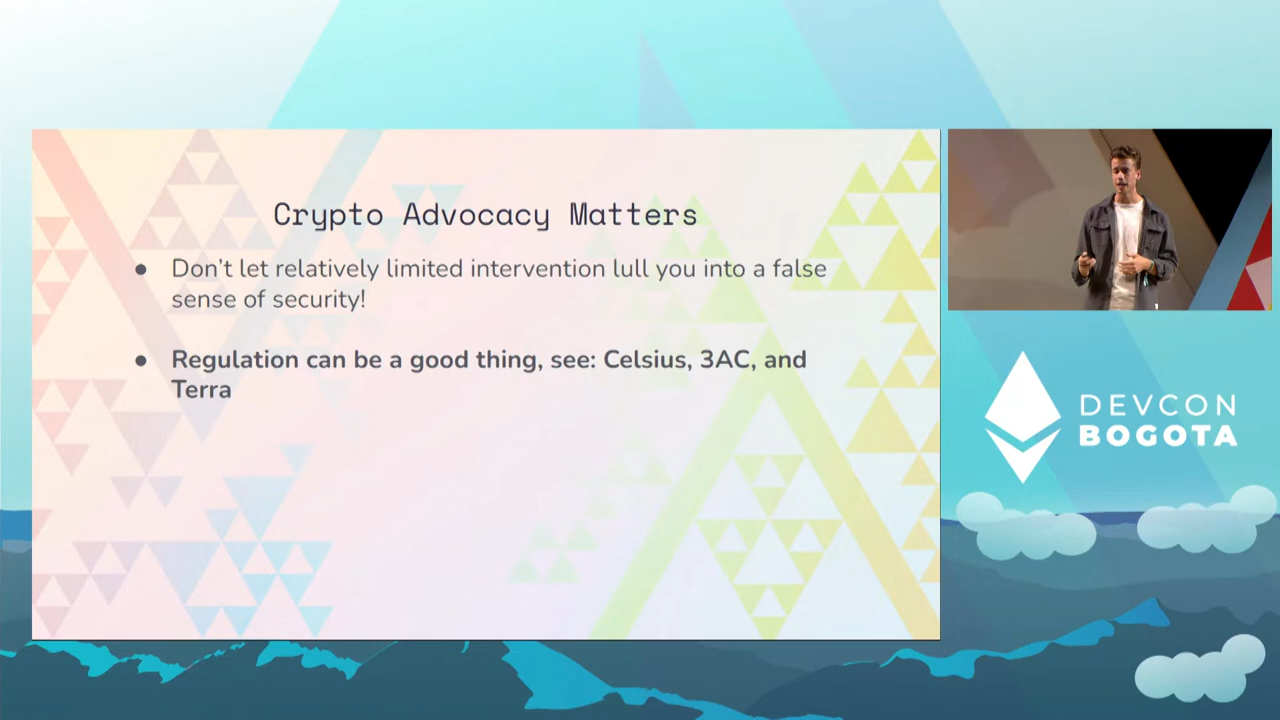 Crypto Advocacy Matters
● Don't let relatively limited intervention lull you into a false
sense of security!
● Regulation can be a good thing, see: Celsius, 3AC, and
Terra
DEVCON
BOGOTA